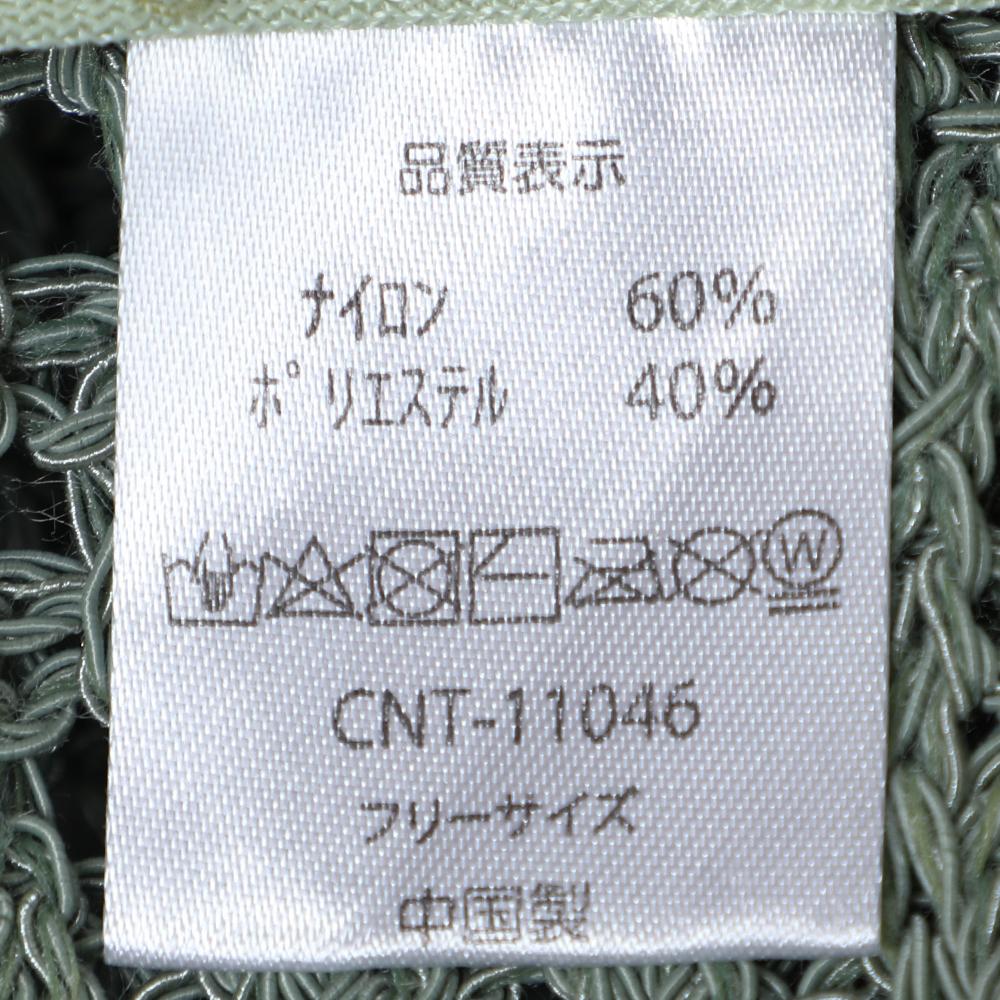 品質表示
ナイロン 60%
ポリエステル 40%
W
CNT-11046
フリーサイズ
中国製